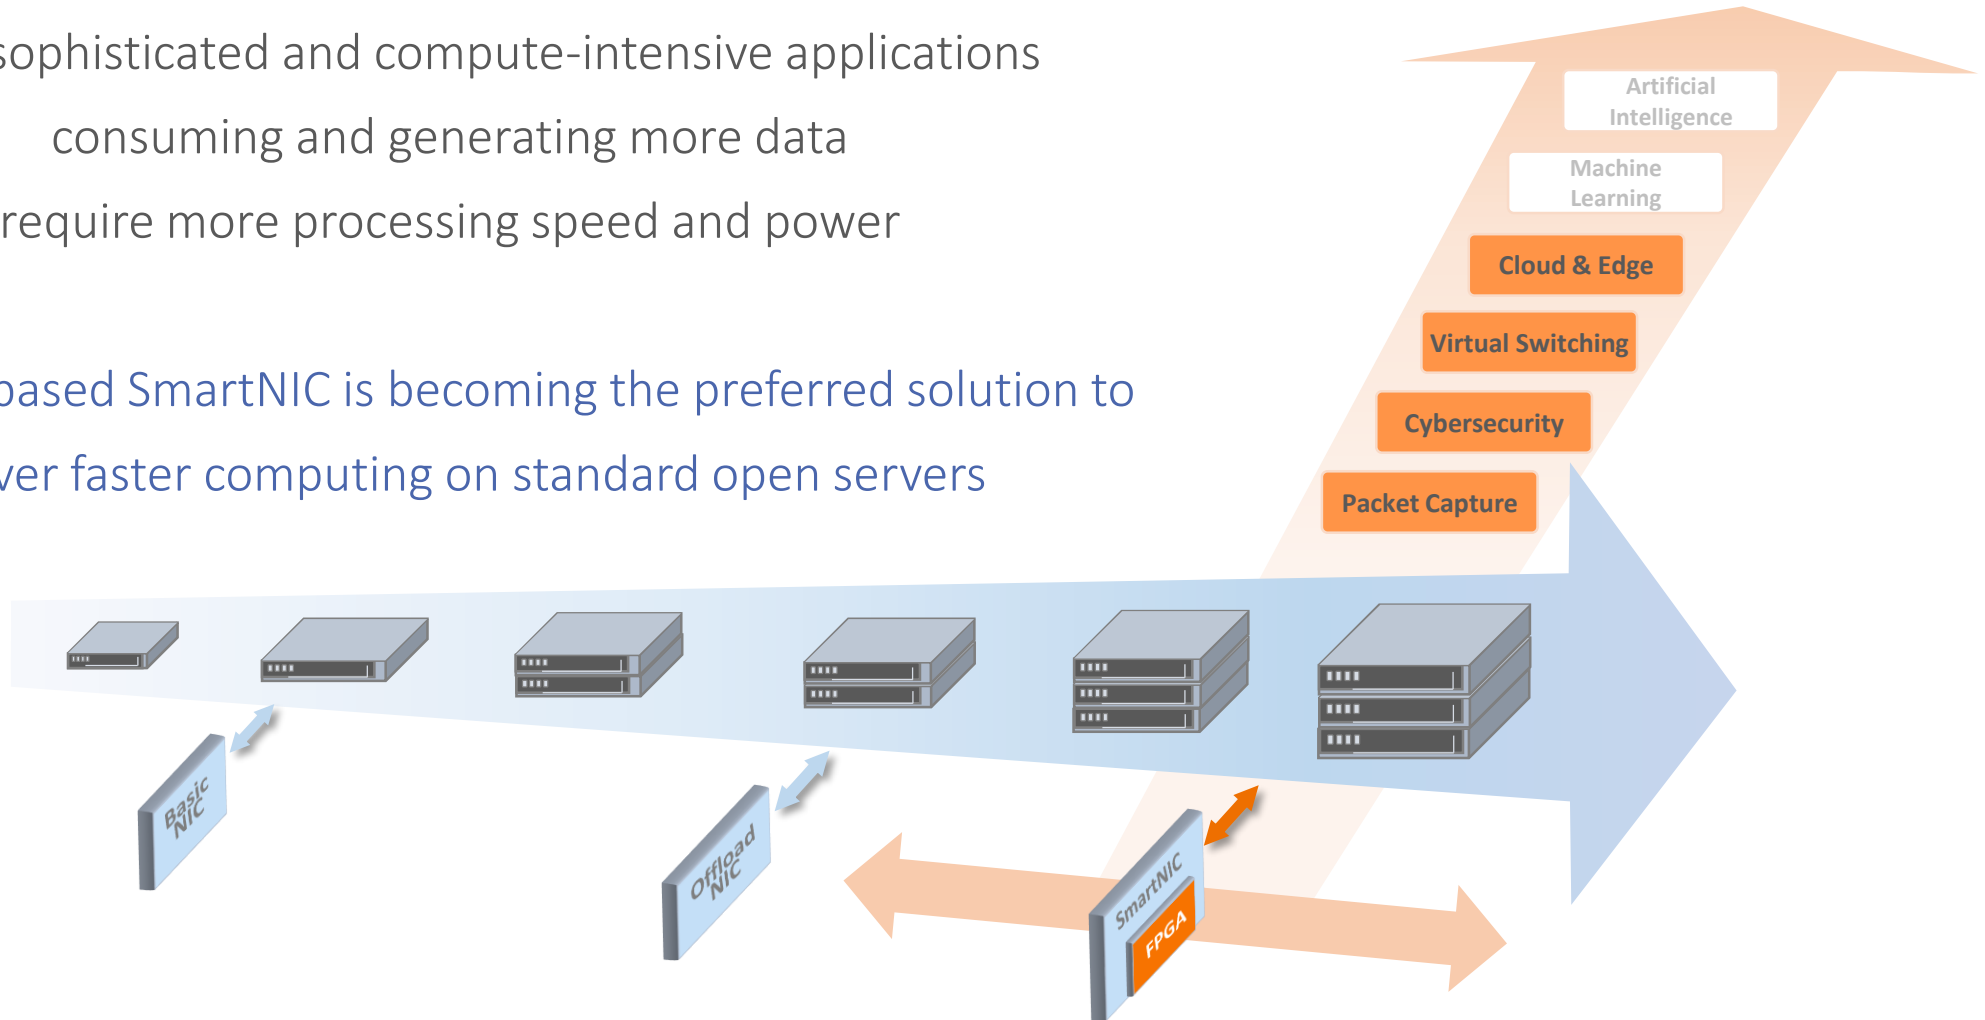 sophisticated and compute-intensive applications
consuming and generating more data
require more processing speed and power
based SmartNIC is becoming the preferred solution to
ver faster computing on standard open servers
Artificial
Intelligence
Machine
Learning
Cloud & Edge
Virtual Switching
Cybersecurity
Packet Capture
Basic
NIC
Offload
NIC
SmartNIC
FPGA